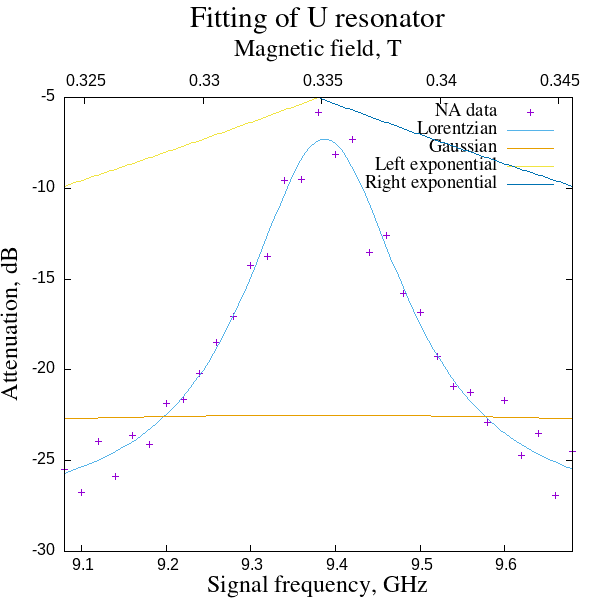 Fitting of U resonator
Magnetic field, T
0.325 0.33 0.335 0.34 0.345
-5
NA data
Lorentzian
Gaussian
Left exponential
Right exponential
-10
-15
-20
-25
-30
Attenuation, dB
9.1 9.2 9.3 9.4 9.5 9.6
Signal frequency, GHz